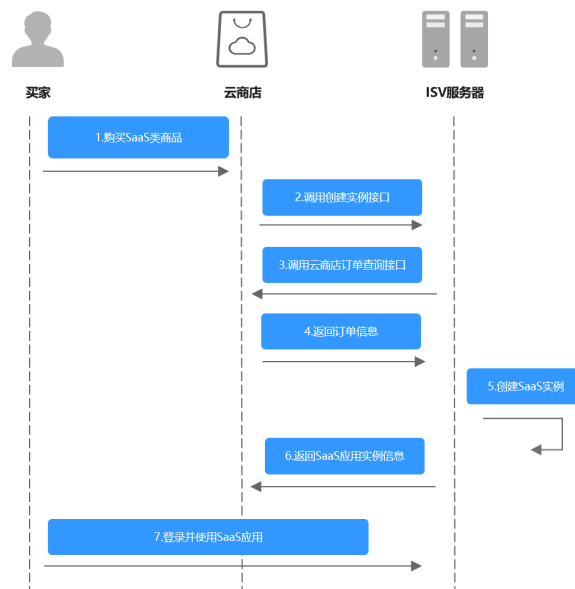 买家
云商店
ISV服务器
1.购买SaaS类商品
2.调用创建实例接口
3.调用云商店订单查询接口
4.返回订单信息
5.创建SaaS实例
6.返回SaaS应用实例信息
7.登录并使用SaaS应用